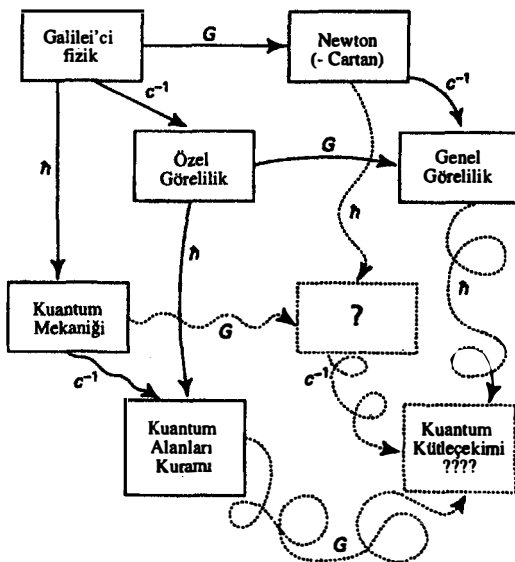 Galilei'ci
fizik
G
Newton
(- Cartan)
c⁻¹
c⁻¹
Özel
Görelilik
G
Genel
Görelilik
ħ
ħ
ħ
ħ
Kuantum
Mekaniği
G
?
c⁻¹
c⁻¹
Kuantum
Alanları
Kuramı
Kuantum
Kütleçekimi
????
G